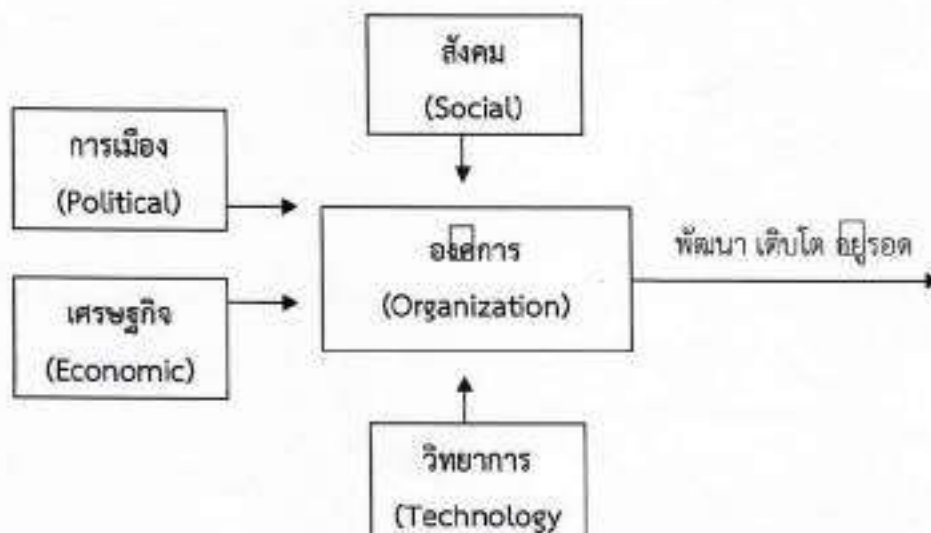 สังคม
(Social)
การเมือง
(Political)
องค์การ
(Organization)
พัฒนา เติบโต อยู่รอด
เศรษฐกิจ
(Economic)
วิทยาการ
(Technology